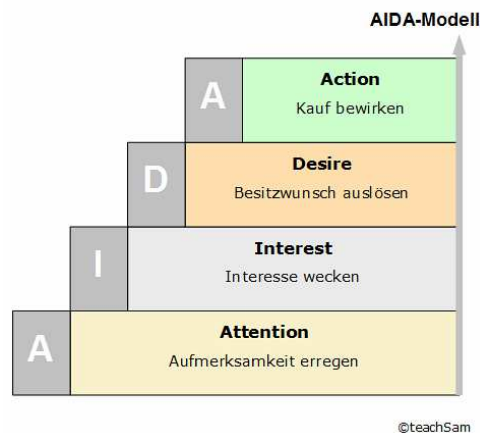 AIDA-Modell
A
Action
Kauf bewirken
D
Desire
Besitzwunsch auslösen
I
Interest
Interesse wecken
A
Attention
Aufmerksamkeit erregen
©teachSam